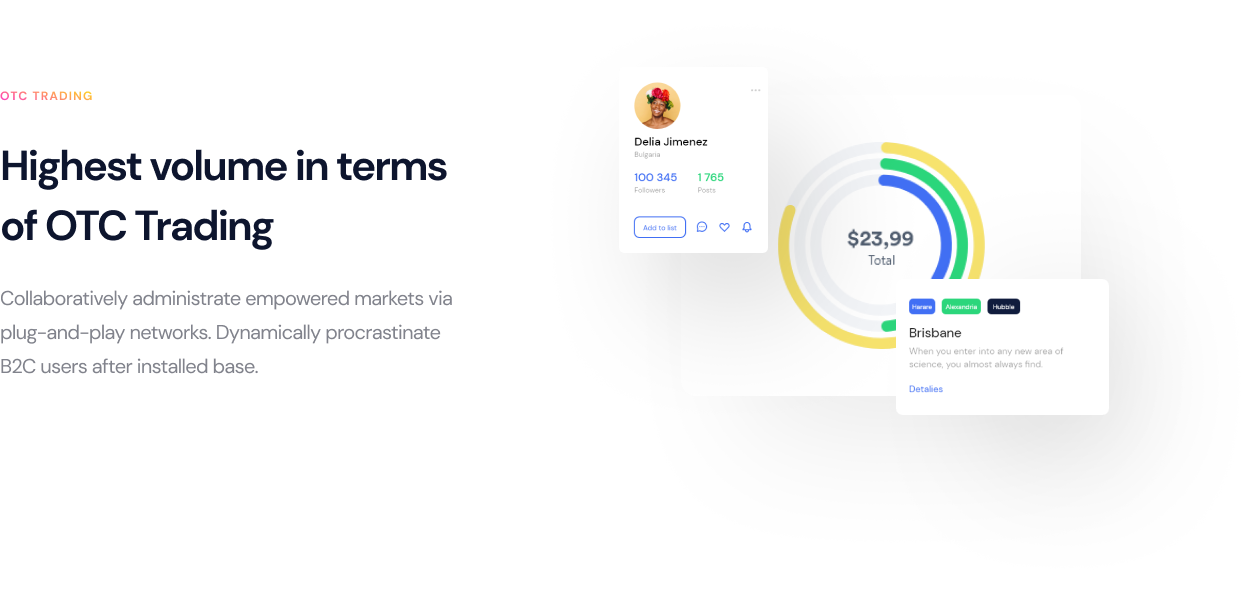 OTC TRADING
Highest volume in terms
of OTC Trading
Collaboratively administrate empowered markets via
plug-and-play networks. Dynamically procrastinate
B2C users after installed base.
Delia Jimenez
Bulgaria
100 345 1 765
Followers Posts
Add to list
$23,99
Total
Harare Alexandria Hubble
Brisbane
When you enter into any new area of
science, you almost always find.
Detalies